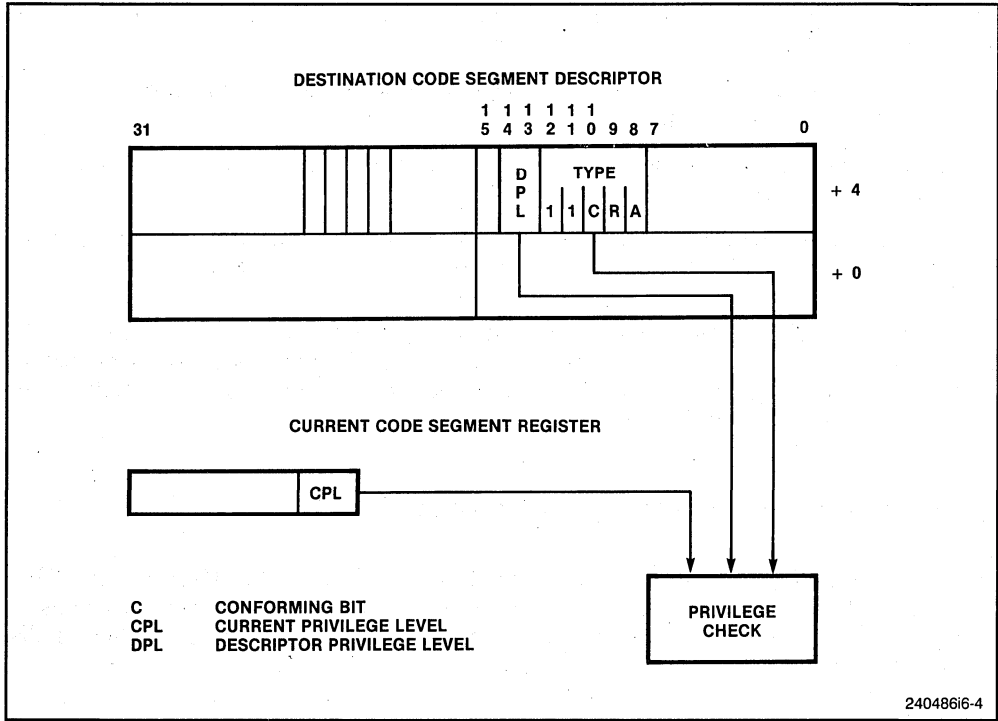 DESTINATION CODE SEGMENT DESCRIPTOR
1 1 1 1 1 1
31 5 4 3 2 1 0 9 8 7 0
D
P
L
TYPE
1 1 C R A
+ 4
+ 0
CURRENT CODE SEGMENT REGISTER
CPL
C CONFORMING BIT
CPL CURRENT PRIVILEGE LEVEL
DPL DESCRIPTOR PRIVILEGE LEVEL
PRIVILEGE
CHECK
240486i6-4